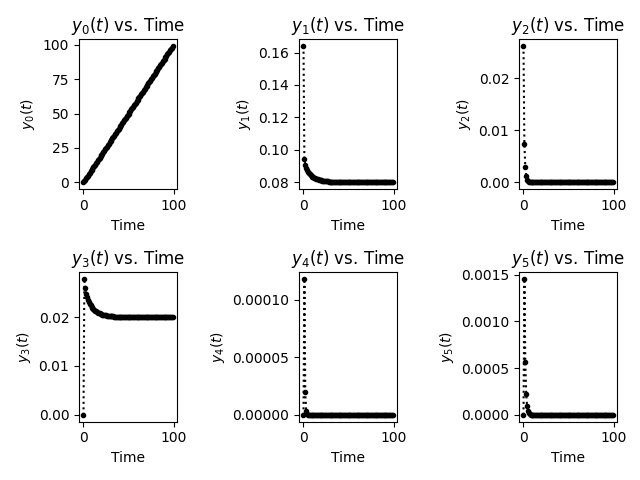 y₀(t) vs. Time
y₁(t) vs. Time
y₂(t) vs. Time
100
75
50
25
0
y₀(t)
0
100
Time
0.16
0.14
0.12
0.10
0.08
y₁(t)
0
100
Time
0.02
0.01
0.00
y₂(t)
0
100
Time
y₃(t) vs. Time
y₄(t) vs. Time
y₅(t) vs. Time
0.02
0.01
0.00
y₃(t)
0
100
Time
0.00010
0.00005
0.00000
y₄(t)
0
100
Time
0.0015
0.0010
0.0005
0.0000
y₅(t)
0
100
Time